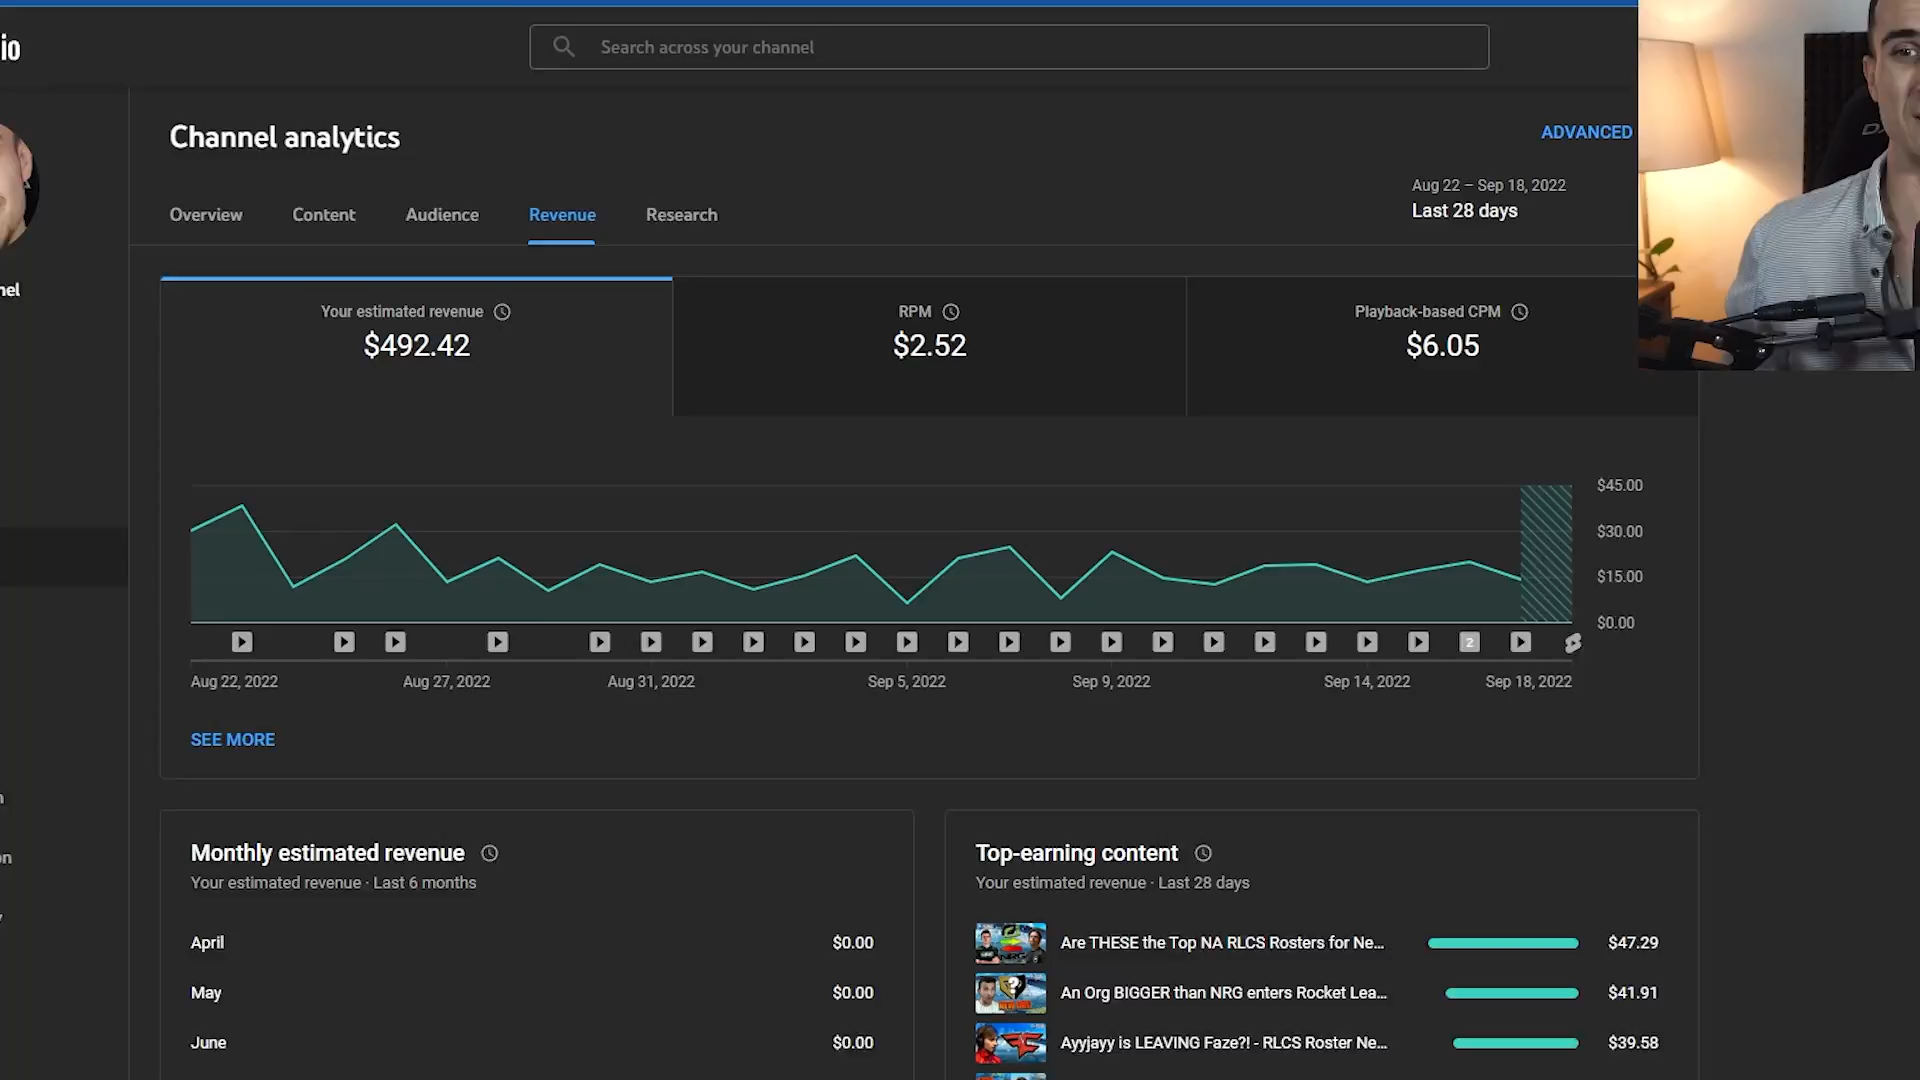 io
Search across your channel
Channel analytics
ADVANCED
Aug 22 – Sep 18, 2022
Last 28 days
Overview
Content
Audience
Revenue
Research
nel
Your estimated revenue
$492.42
RPM
$2.52
Playback-based CPM
$6.05
$45.00
$30.00
$15.00
$0.00
2
Aug 22, 2022
Aug 27, 2022
Aug 31, 2022
Sep 5, 2022
Sep 9, 2022
Sep 14, 2022
Sep 18, 2022
SEE MORE
on
Monthly estimated revenue
Your estimated revenue · Last 6 months
April
$0.00
May
$0.00
June
$0.00
Top-earning content
Your estimated revenue · Last 28 days
Are THESE the Top NA RLCS Rosters for Ne...
$47.29
An Org BIGGER than NRG enters Rocket Lea...
$41.91
Ayyjayy is LEAVING Faze?! - RLCS Roster Ne...
$39.58